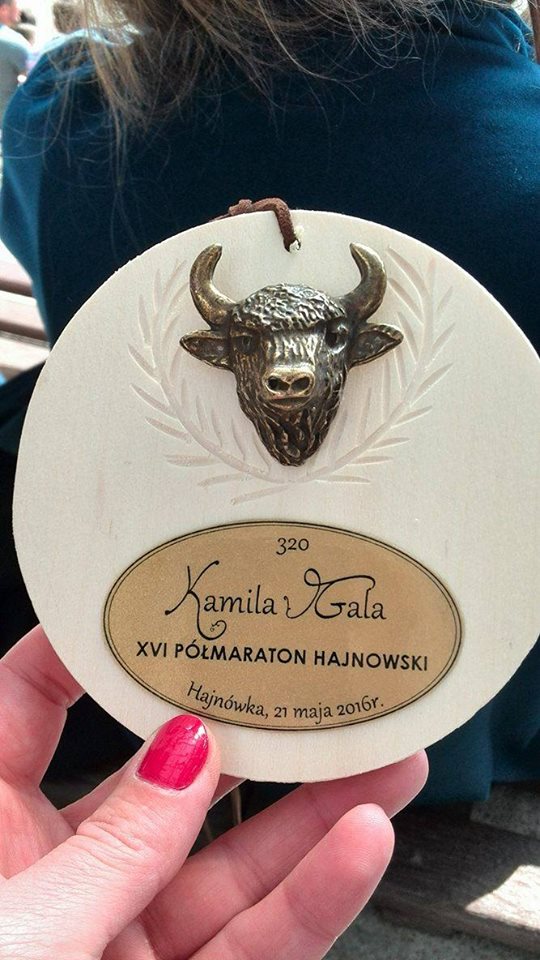 320
Kamila Gala
XVI PÓŁMARATON HAJNOWSKI
Hajnówka, 21 maja 2016r.